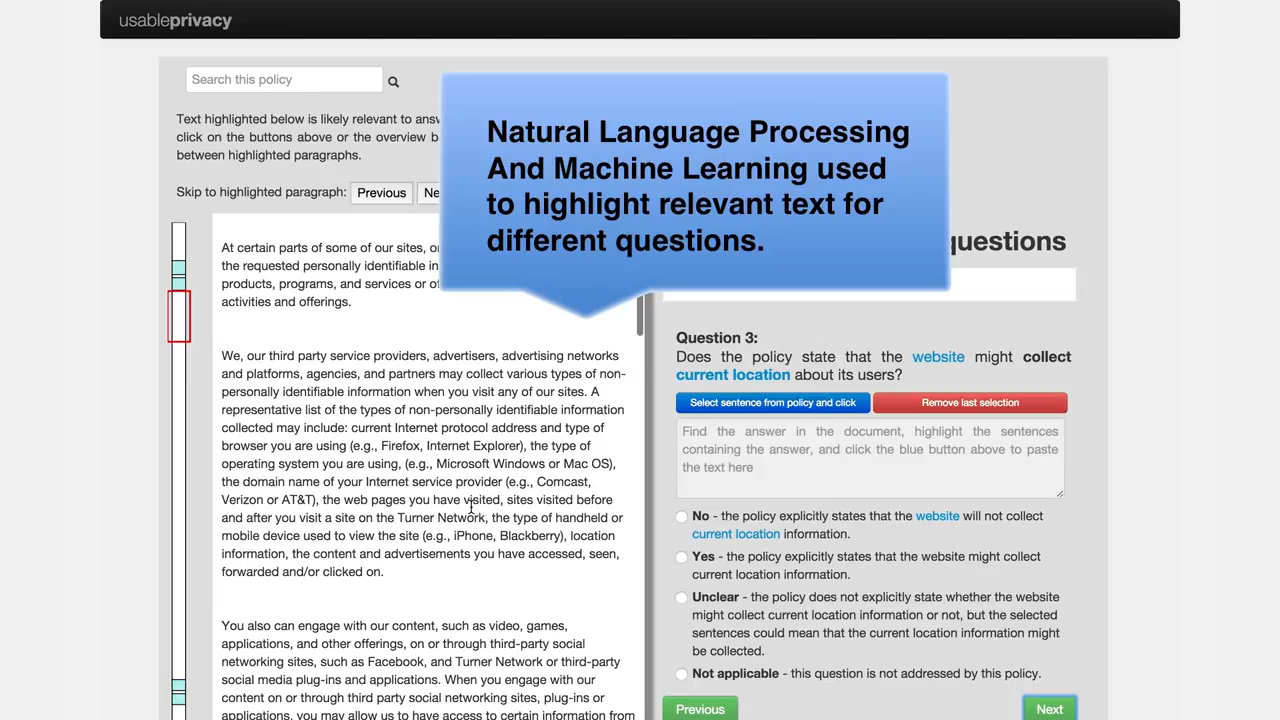 usableprivacy
Search this policy
Text highlighted below is likely relevant to answ
click on the buttons above or the overview b
between highlighted paragraphs.
Skip to highlighted paragraph: Previous Ne
Natural Language Processing
And Machine Learning used
to highlight relevant text for
different questions.
At certain parts of some of our sites, or
the requested personally identifiable in
products, programs, and services or of
activities and offerings.
We, our third party service providers, advertisers, advertising networks
and platforms, agencies, and partners may collect various types of non-
personally identifiable information when you visit any of our sites. A
representative list of the types of non-personally identifiable information
collected may include: current Internet protocol address and type of
browser you are using (e.g., Firefox, Internet Explorer), the type of
operating system you are using, (e.g., Microsoft Windows or Mac OS),
the domain name of your Internet service provider (e.g., Comcast,
Verizon or AT&T), the web pages you have visited, sites visited before
and after you visit a site on the Turner Network, the type of handheld or
mobile device used to view the site (e.g., iPhone, Blackberry), location
information, the content and advertisements you have accessed, seen,
forwarded and/or clicked on.
You also can engage with our content, such as video, games,
applications, and other offerings, on or through third-party social
networking sites, such as Facebook, and Turner Network or third-party
social media plug-ins and applications. When you engage with our
content on or through third party social networking sites, plug-ins or
applications, you may allow us to have access to certain information from
questions
Question 3:
Does the policy state that the website might collect
current location about its users?
Select sentence from policy and click
Remove last selection
Find the answer in the document, highlight the sentences
containing the answer, and click the blue button above to paste
the text here
No - the policy explicitly states that the website will not collect
current location information.
Yes - the policy explicitly states that the website might collect
current location information.
Unclear - the policy does not explicitly state whether the website
might collect current location information or not, but the selected
sentences could mean that the current location information might
be collected.
Not applicable - this question is not addressed by this policy.
Previous
Next